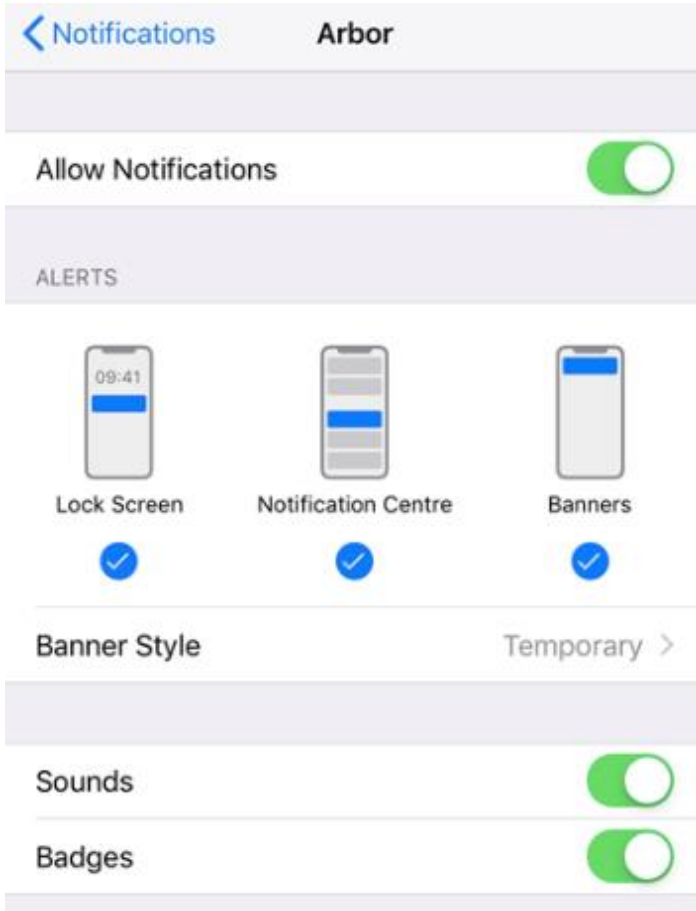 Notifications Arbor
Allow Notifications
ALERTS
09:41
Lock Screen Notification Centre Banners
Banner Style Temporary
Sounds
Badges